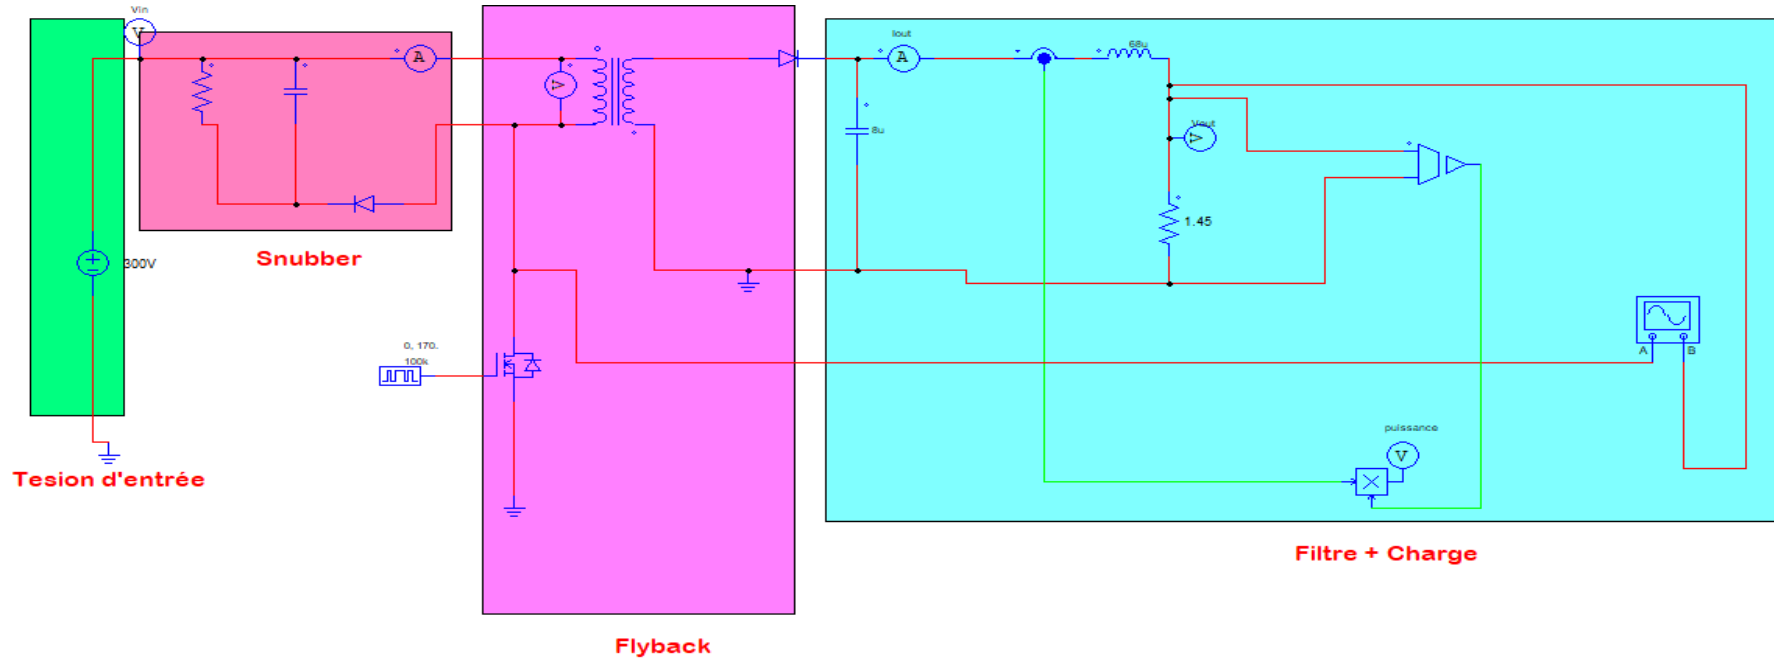 Vin
V
A
300V
Snubber
Tesion d'entrée
V
0, 170.
100k
Flyback
Iout
A
8u
68u
Vout
V
1.45
A
B
puissance
V
Filtre + Charge